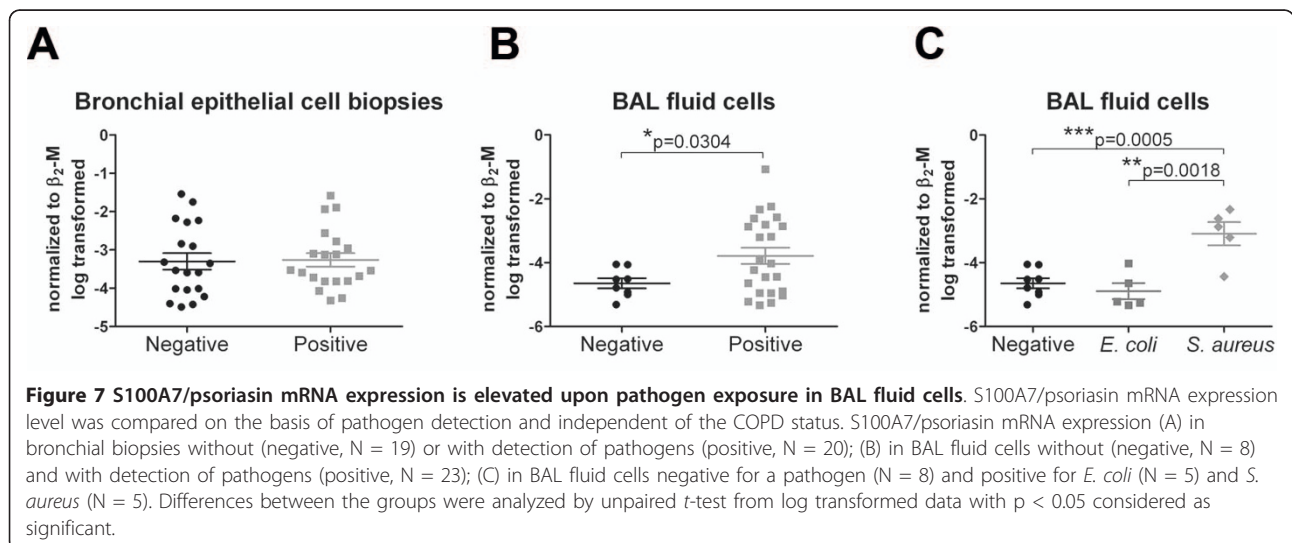 A
B
C
Bronchial epithelial cell biopsies
BAL fluid cells
BAL fluid cells
normalized to β₂-M
log transformed
0
-1
-2
-3
-4
-5
Negative
Positive
normalized to β₂-M
log transformed
0
-2
-4
-6
*p=0.0304
Negative
Positive
normalized to β₂-M
log transformed
0
-2
-4
-6
***p=0.0005
**p=0.0018
Negative
E. coli
S. aureus
Figure 7 S100A7/psoriasin mRNA expression is elevated upon pathogen exposure in BAL fluid cells. S100A7/psoriasin mRNA expression
level was compared on the basis of pathogen detection and independent of the COPD status. S100A7/psoriasin mRNA expression (A) in
bronchial biopsies without (negative, N = 19) or with detection of pathogens (positive, N = 20); (B) in BAL fluid cells without (negative, N = 8)
and with detection of pathogens (positive, N = 23); (C) in BAL fluid cells negative for a pathogen (N = 8) and positive for E. coli (N = 5) and S.
aureus (N = 5). Differences between the groups were analyzed by unpaired t-test from log transformed data with p < 0.05 considered as
significant.